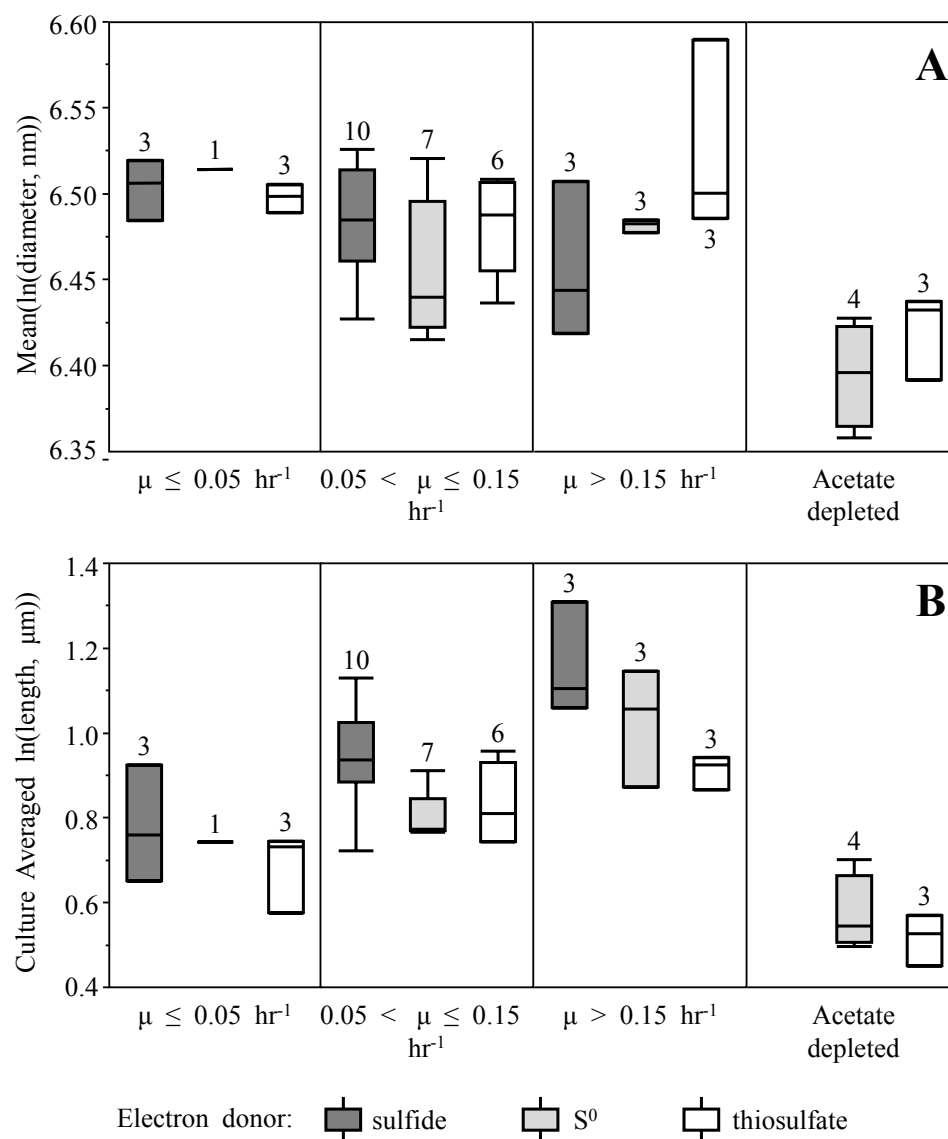 A
Mean(ln(diameter, nm))
6.60
6.55
6.50
6.45
6.40
6.35
3
1
3
10
7
6
3
3
3
4
3
μ ≤ 0.05 hr⁻¹
0.05 < μ ≤ 0.15
hr⁻¹
μ > 0.15 hr⁻¹
Acetate
depleted
B
Culture Averaged ln(length, μm))
1.4
1.2
1.0
0.8
0.6
0.4
3
1
3
10
7
6
3
3
3
4
3
μ ≤ 0.05 hr⁻¹
0.05 < μ ≤ 0.15
hr⁻¹
μ > 0.15 hr⁻¹
Acetate
depleted
Electron donor: sulfide S⁰ thiosulfate